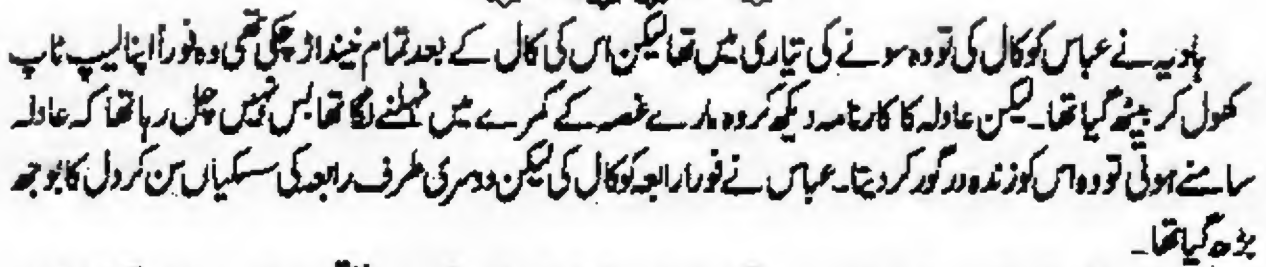 ہادیہ نے عباس کو کال کی تو وہ سونے کی تیاری میں تھا لیکن اس کی کال کے بعد تمام نیند اڑ چکی تھی وہ فوراً اپنا لیپ ٹاپ
کھول کر بیٹھ گیا تھا۔ لیکن عادلہ کا کارنامہ دیکھ کر وہ مارے غصہ کے کمرے میں ٹہلنے لگا تھا بس نہیں چل رہا تھا کہ عادلہ
سامنے ہوتی تو وہ اس کو زندہ درگور کر دیتا۔ عباس نے فوراً رابعہ کو کال کی لیکن دوسری طرف رابعہ کی سسکیاں سن کر دل کا بوجھ
بڑھ گیا تھا۔